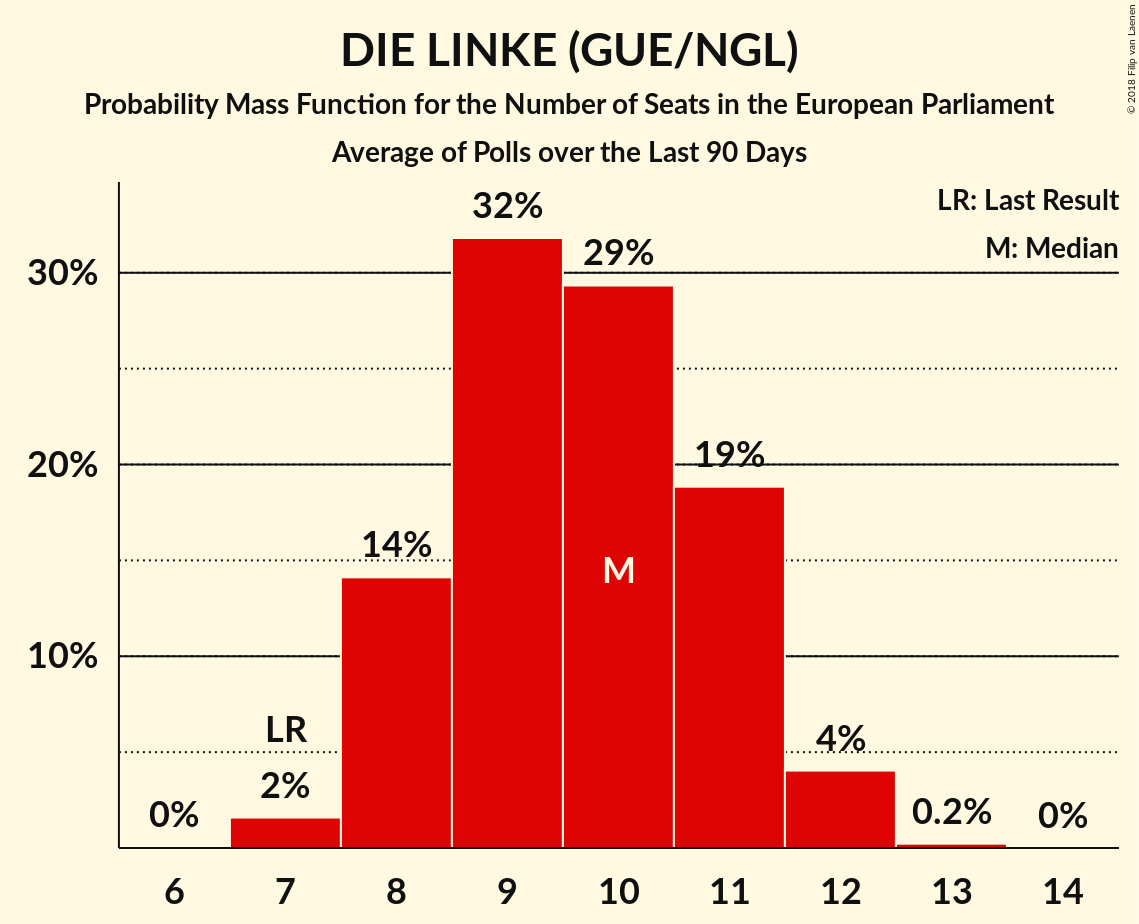 DIE LINKE (GUE/NGL)
Probability Mass Function for the Number of Seats in the European Parliament
Average of Polls over the Last 90 Days
© 2018 Filip van Laenen
LR: Last Result
M: Median
30%
20%
10%
0%
LR
2%
14%
32%
29%
M
19%
4%
0.2%
0%
6 7 8 9 10 11 12 13 14